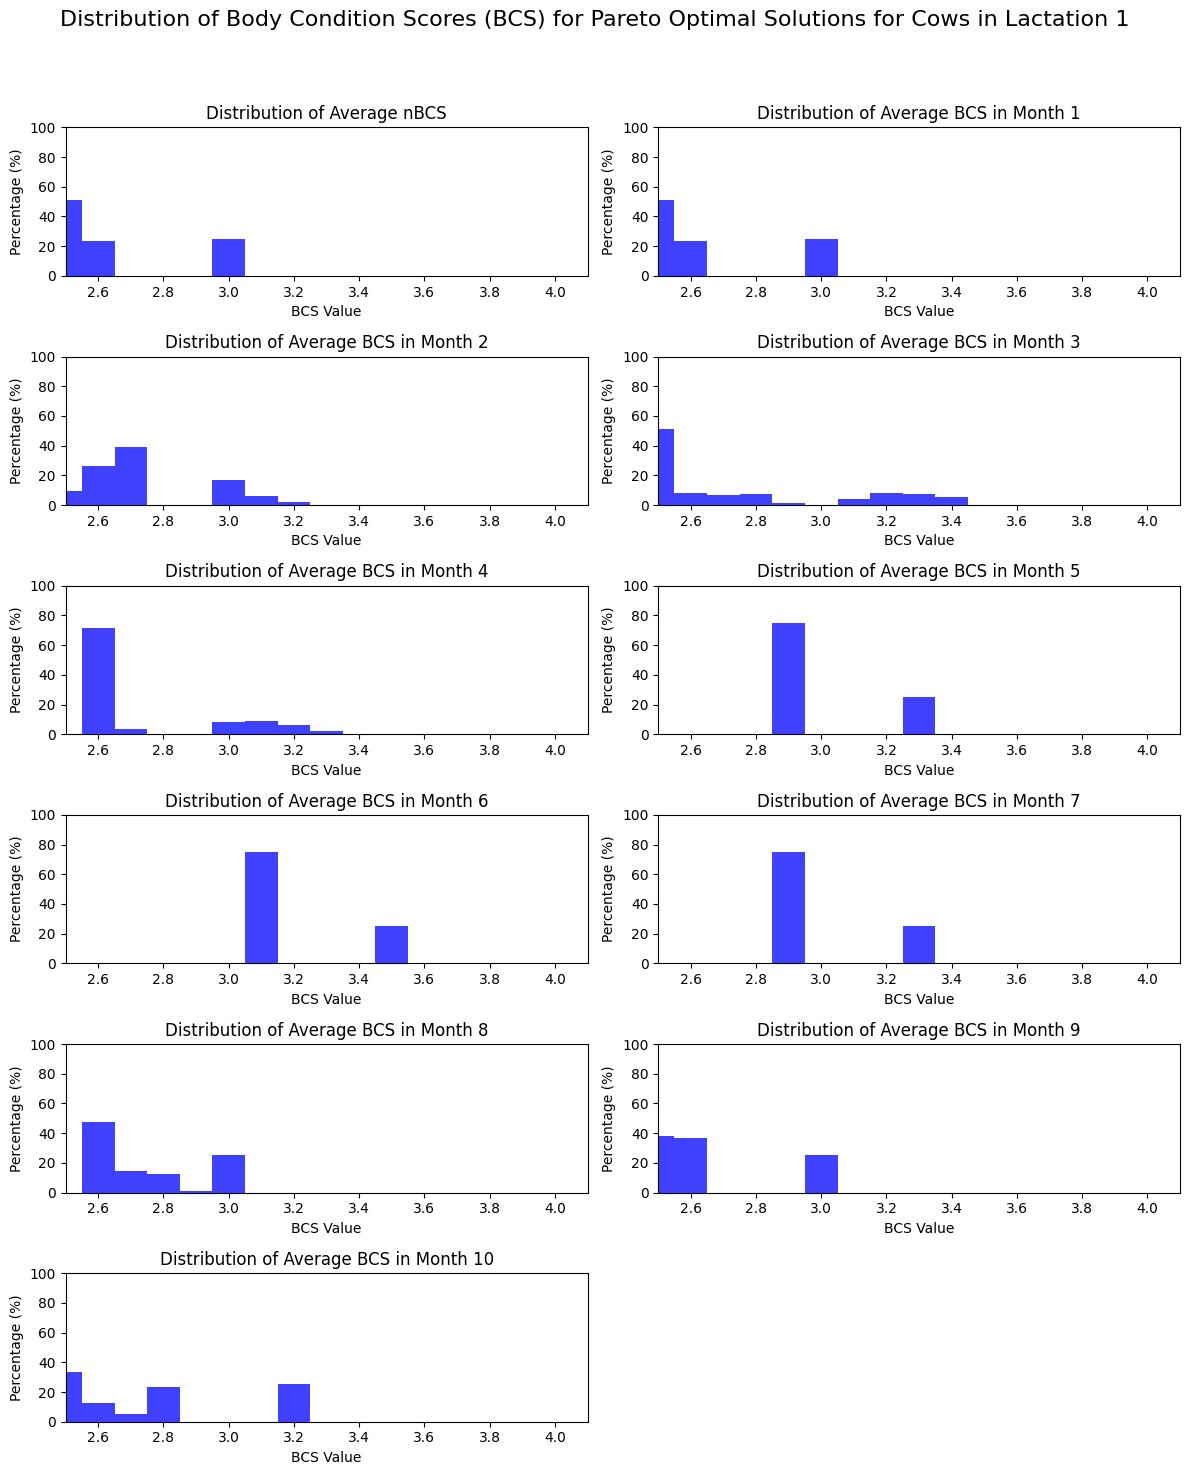 Distribution of Body Condition Scores (BCS) for Pareto Optimal Solutions for Cows in Lactation 1
Distribution of Average nBCS
Percentage (%)
100
80
60
40
20
0
2.6 2.8 3.0 3.2 3.4 3.6 3.8 4.0
BCS Value
Distribution of Average BCS in Month 1
Percentage (%)
100
80
60
40
20
0
2.6 2.8 3.0 3.2 3.4 3.6 3.8 4.0
BCS Value
Distribution of Average BCS in Month 2
Percentage (%)
100
80
60
40
20
0
2.6 2.8 3.0 3.2 3.4 3.6 3.8 4.0
BCS Value
Distribution of Average BCS in Month 3
Percentage (%)
100
80
60
40
20
0
2.6 2.8 3.0 3.2 3.4 3.6 3.8 4.0
BCS Value
Distribution of Average BCS in Month 4
Percentage (%)
100
80
60
40
20
0
2.6 2.8 3.0 3.2 3.4 3.6 3.8 4.0
BCS Value
Distribution of Average BCS in Month 5
Percentage (%)
100
80
60
40
20
0
2.6 2.8 3.0 3.2 3.4 3.6 3.8 4.0
BCS Value
Distribution of Average BCS in Month 6
Percentage (%)
100
80
60
40
20
0
2.6 2.8 3.0 3.2 3.4 3.6 3.8 4.0
BCS Value
Distribution of Average BCS in Month 7
Percentage (%)
100
80
60
40
20
0
2.6 2.8 3.0 3.2 3.4 3.6 3.8 4.0
BCS Value
Distribution of Average BCS in Month 8
Percentage (%)
100
80
60
40
20
0
2.6 2.8 3.0 3.2 3.4 3.6 3.8 4.0
BCS Value
Distribution of Average BCS in Month 9
Percentage (%)
100
80
60
40
20
0
2.6 2.8 3.0 3.2 3.4 3.6 3.8 4.0
BCS Value
Distribution of Average BCS in Month 10
Percentage (%)
100
80
60
40
20
0
2.6 2.8 3.0 3.2 3.4 3.6 3.8 4.0
BCS Value